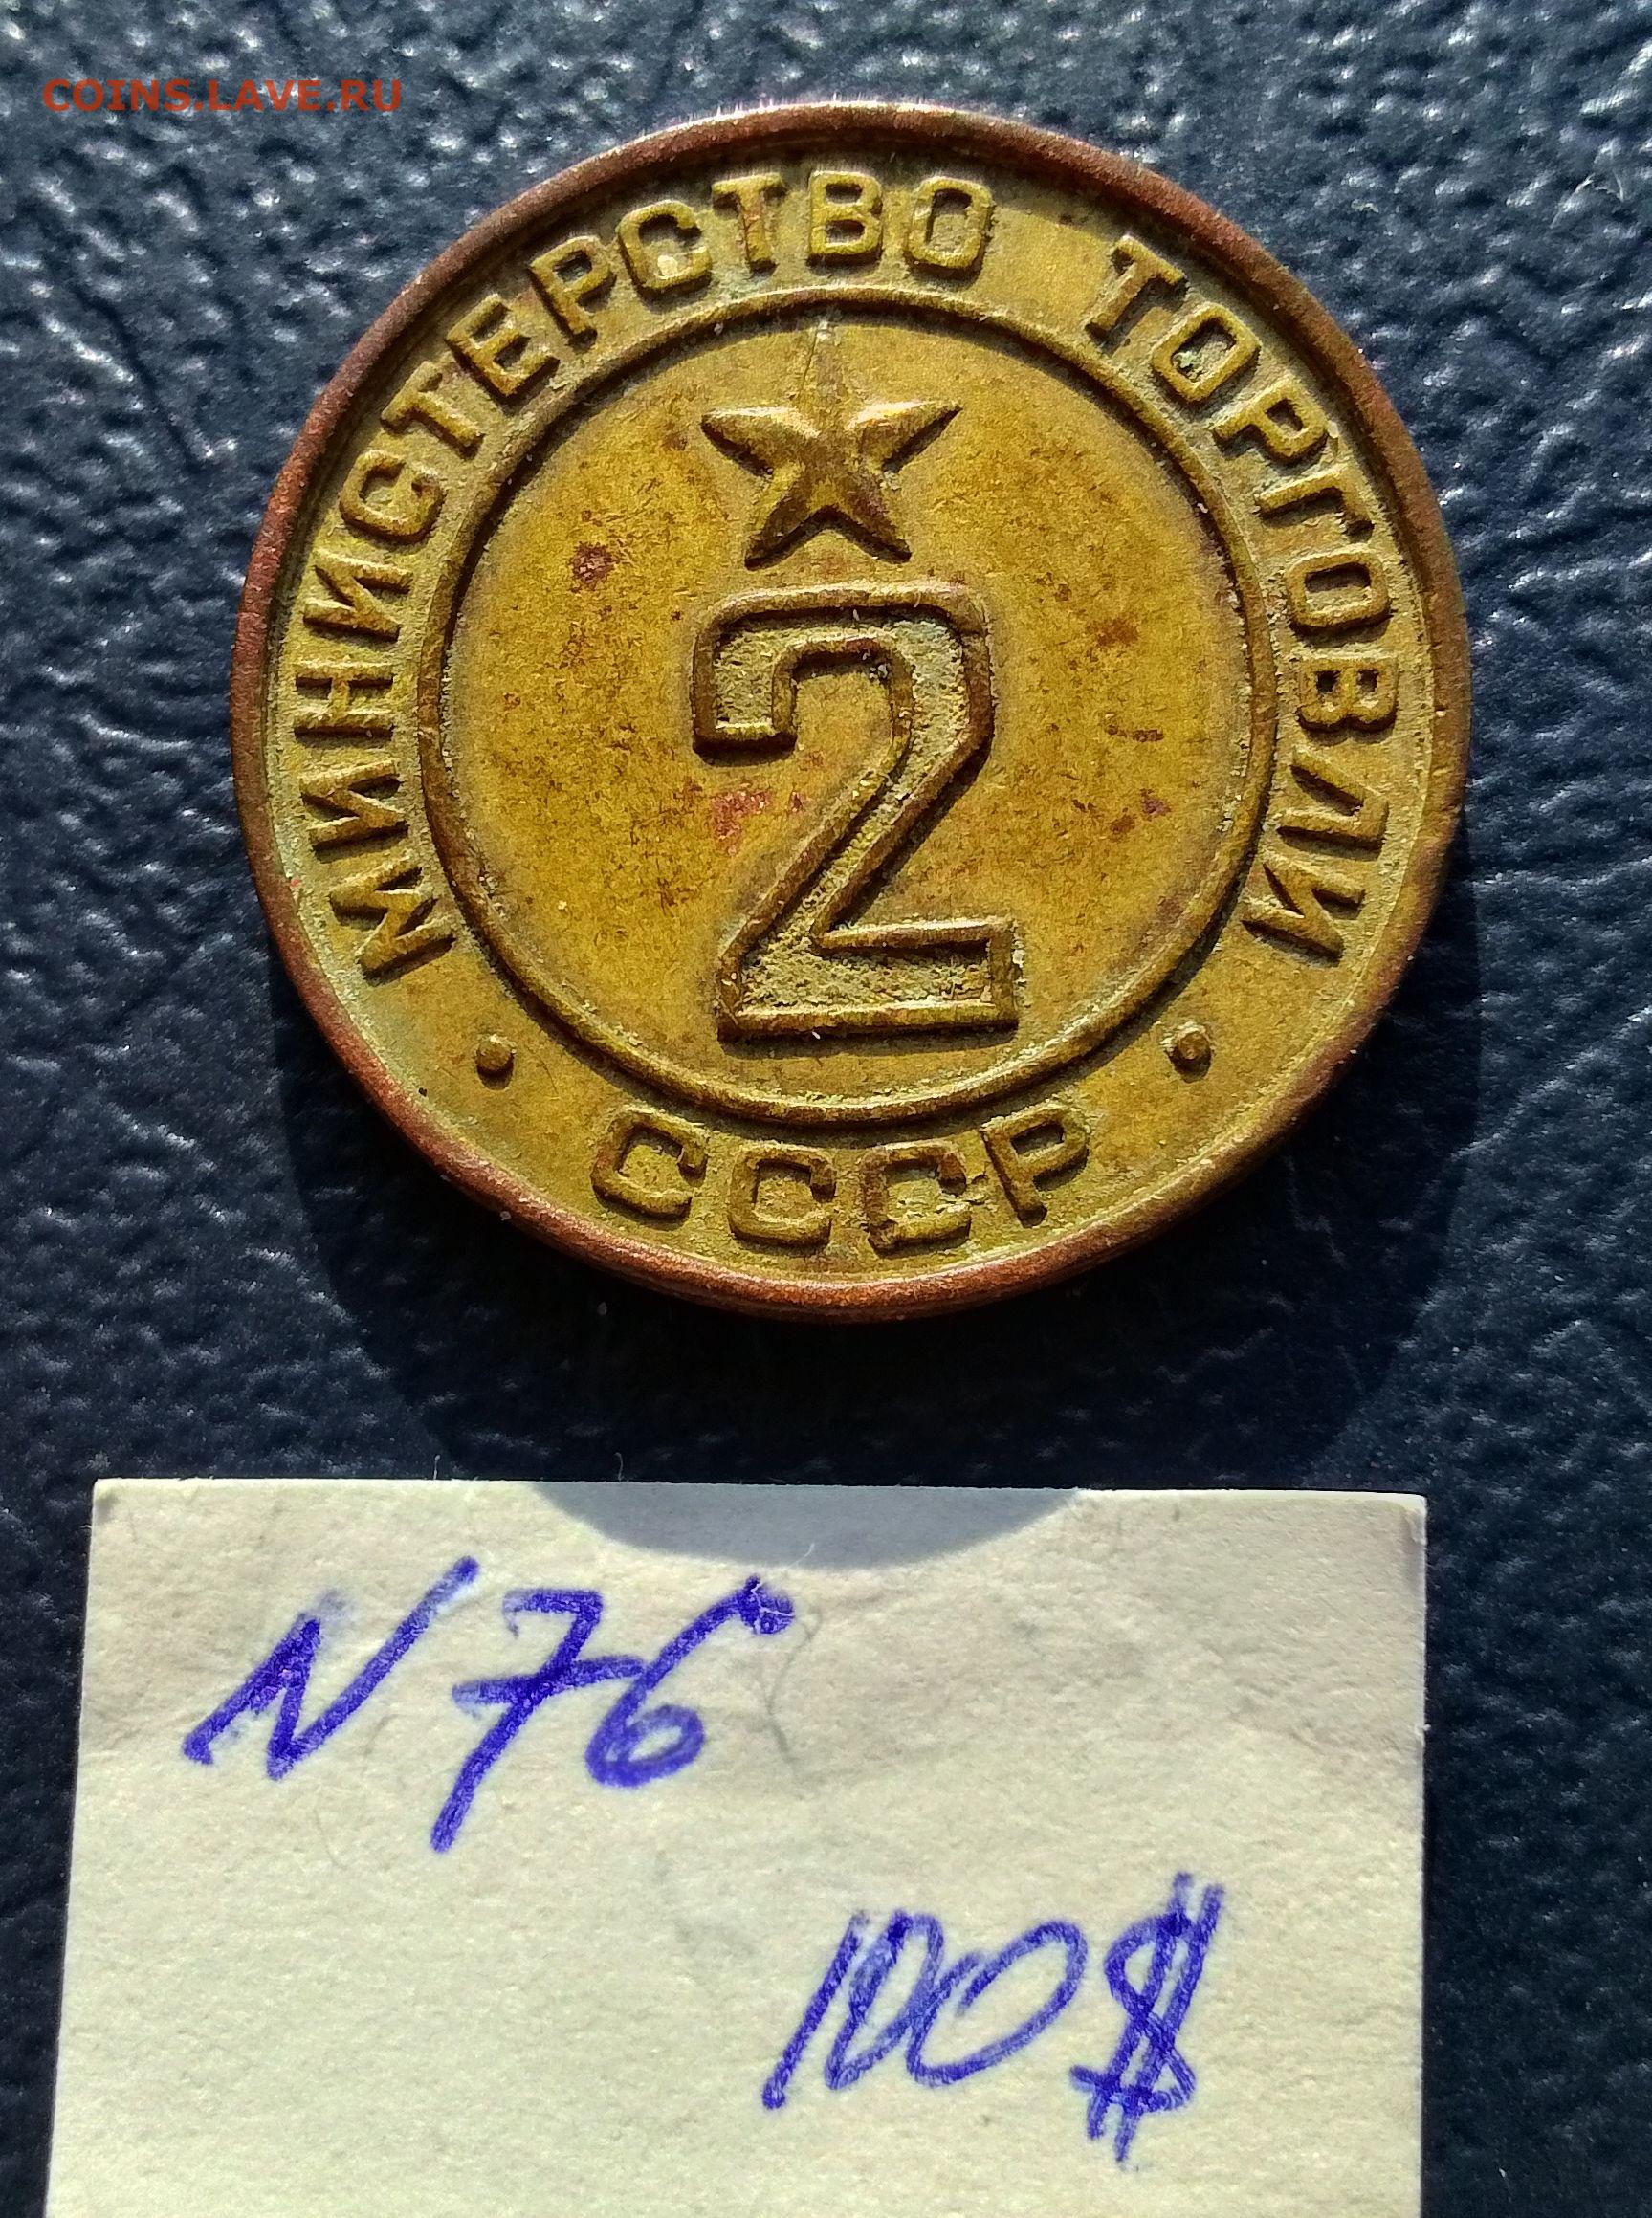 COINS.LAVE.RU
МИНИСТЕРСТВО ТОРГОВЛИ
2
• СССР •
N 76
100$